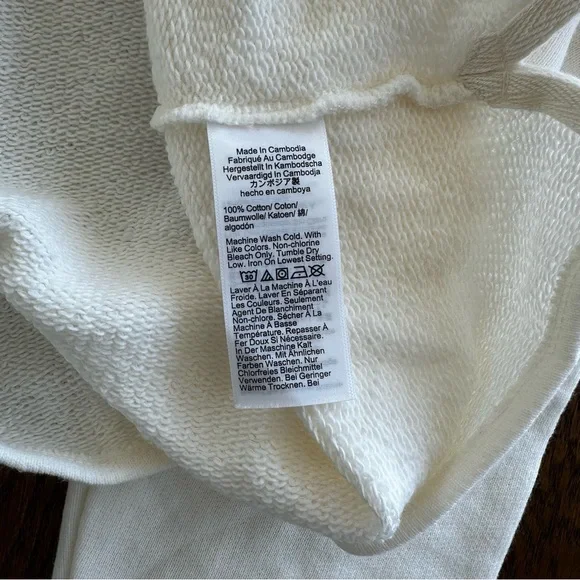 Made In Cambodia
Fabriqué Au Cambodge
Hergestellt In Kambodscha
Vervaardigd In Cambodja
カンボジア製
hecho en camboya
100% Cotton/ Coton/
Baumwolle/ Katoen/ 綿/
algodón
Machine Wash Cold. With
Like Colors. Non-chlorine
Bleach Only. Tumble Dry
Low. Iron On Lowest Setting.
30
Laver À La Machine À L'eau
Froide. Laver En Séparant
Les Couleurs. Seulement
Agent De Blanchiment
Non-chlore. Sécher À La
Machine À Basse
Température. Repasser À
Fer Doux Si Nécessaire.
In Der Maschine Kalt
Waschen. Mit Ähnlichen
Farben Waschen. Nur
Chlorfreies Bleichmittel
Verwenden. Bei Geringer
Wärme Trocknen. Bei